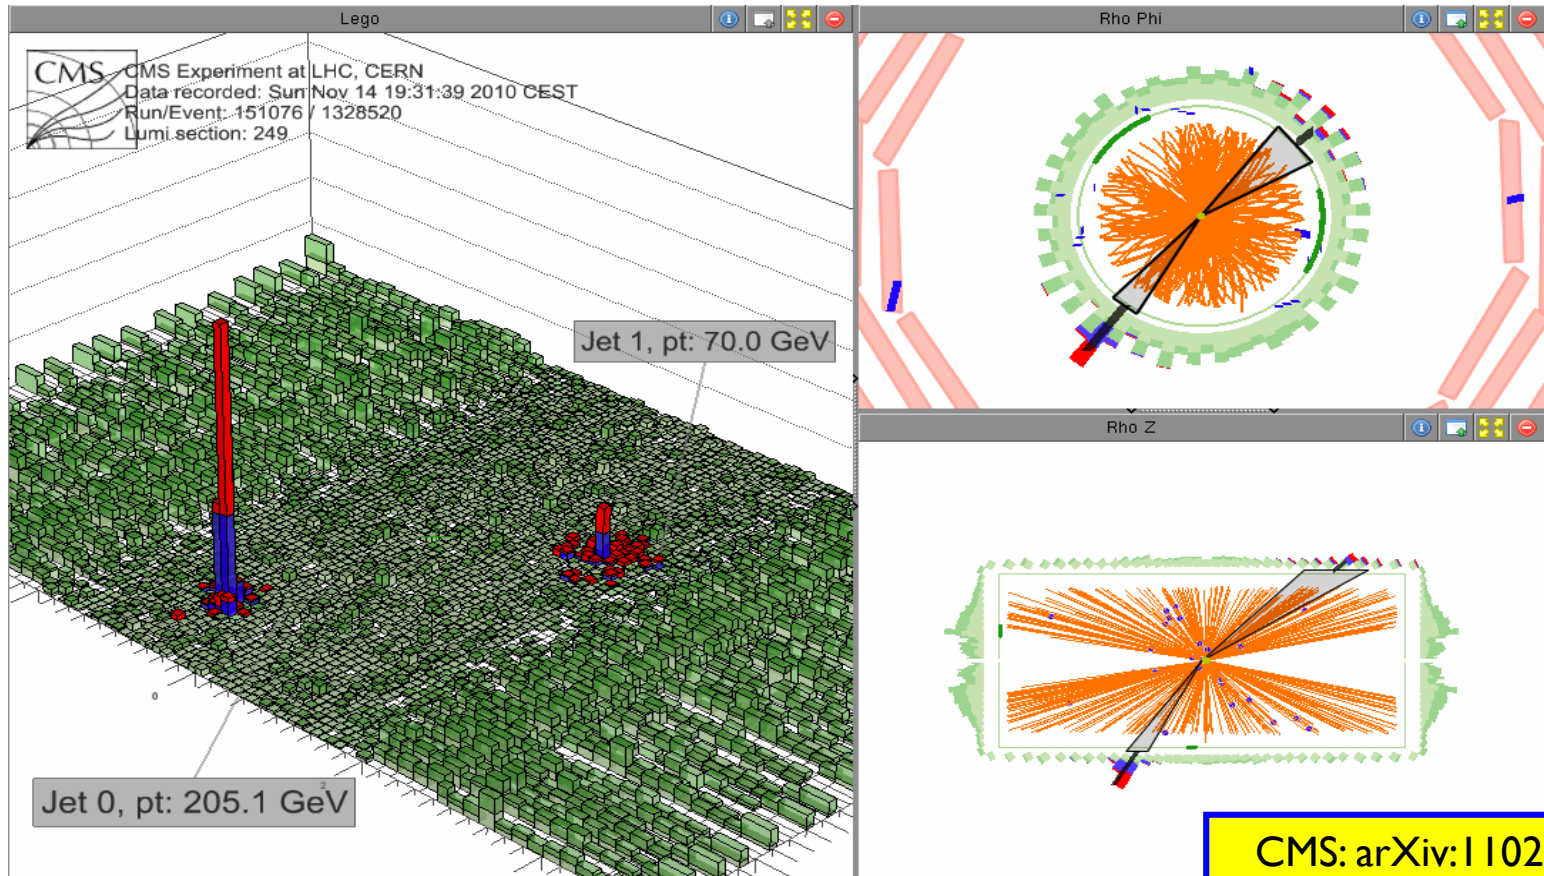 Lego
CMS
CMS Experiment at LHC, CERN
Data recorded: Sun Nov 14 19:31:39 2010 CEST
Run/Event: 151076 / 1328520
Lumi section: 249
Jet 1, pt: 70.0 GeV
0
2
Jet 0, pt: 205.1 GeV
Rho Phi
Rho Z
CMS: arXiv:1102